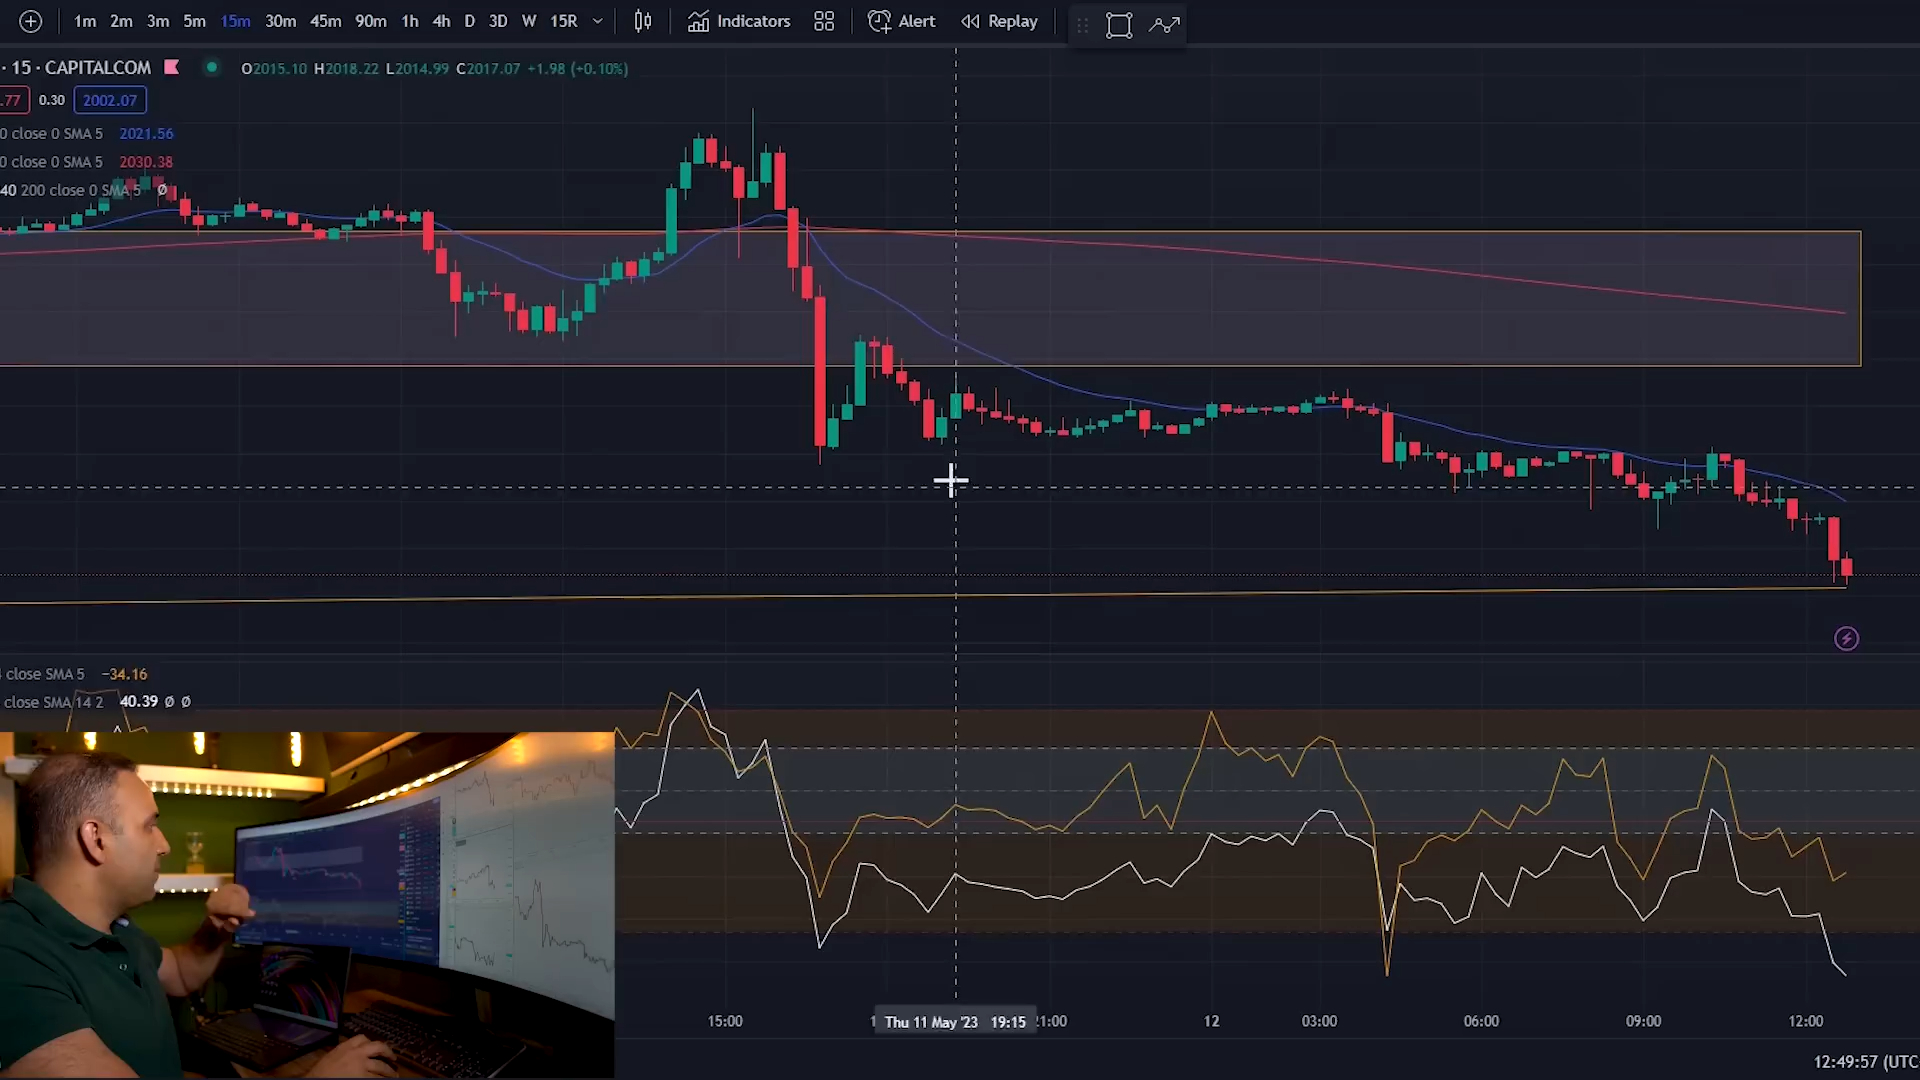 1m 2m 3m 5m 15m 30m 45m 90m 1h 4h D 3D W 15R Indicators Alert Replay
· 15 · CAPITALCOM O2015.10 H2018.22 L2014.99 C2017.07 +1.98 (+0.10%)
.77 0.30 2002.07
0 close 0 SMA 5 2021.56
0 close 0 SMA 5 2030.38
40 200 close 0 SMA 5 Ø
close SMA 5 −34.16
close SMA 14 2 40.39 Ø Ø
15:00 Thu 11 May '23 19:15 21:00 12 03:00 06:00 09:00 12:00
12:49:57 (UTC